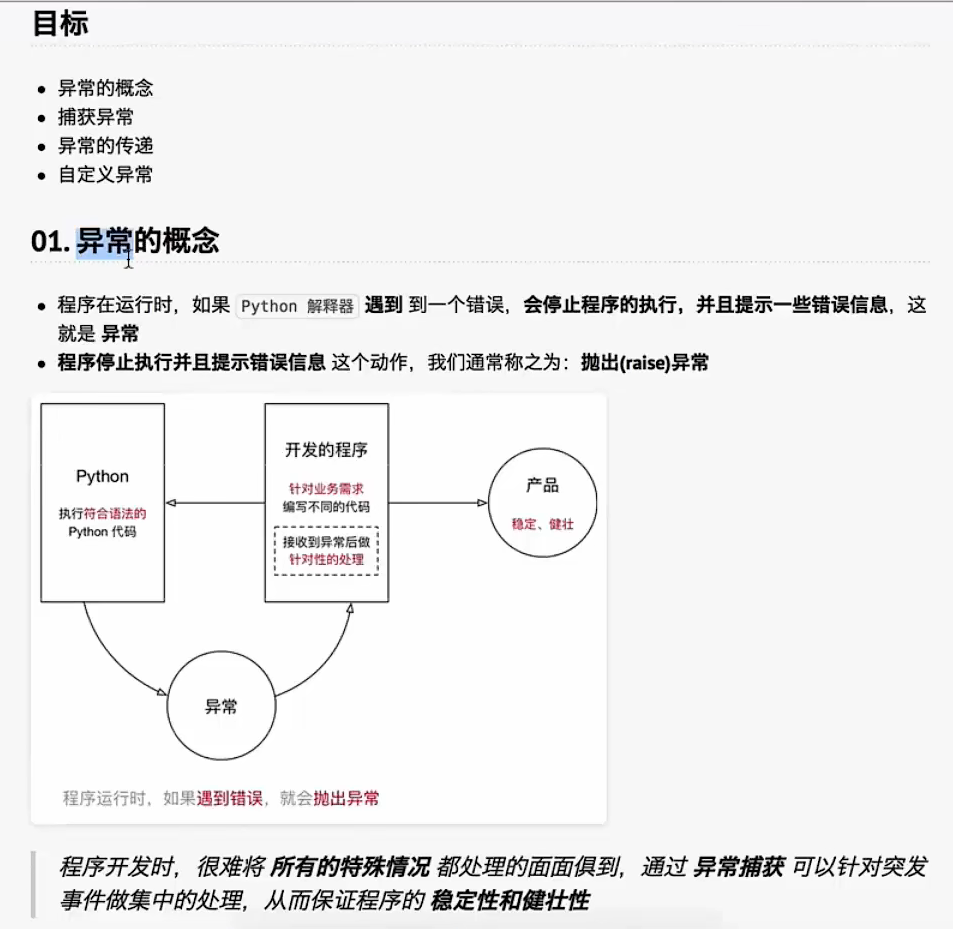 目标
异常的概念
捕获异常
异常的传递
自定义异常
01. 异常的概念
程序在运行时，如果 Python 解释器 遇到 到一个错误，会停止程序的执行，并且提示一些错误信息，这
就是 异常
程序停止执行并且提示错误信息 这个动作，我们通常称之为：抛出(raise)异常
Python
执行符合语法的
Python 代码
开发的程序
针对业务需求
编写不同的代码
接收到异常后做
针对性的处理
产品
稳定、健壮
异常
程序运行时，如果遇到错误，就会抛出异常
程序开发时，很难将 所有的特殊情况 都处理的面面俱到，通过 异常捕获 可以针对突发
事件做集中的处理，从而保证程序的 稳定性和健壮性